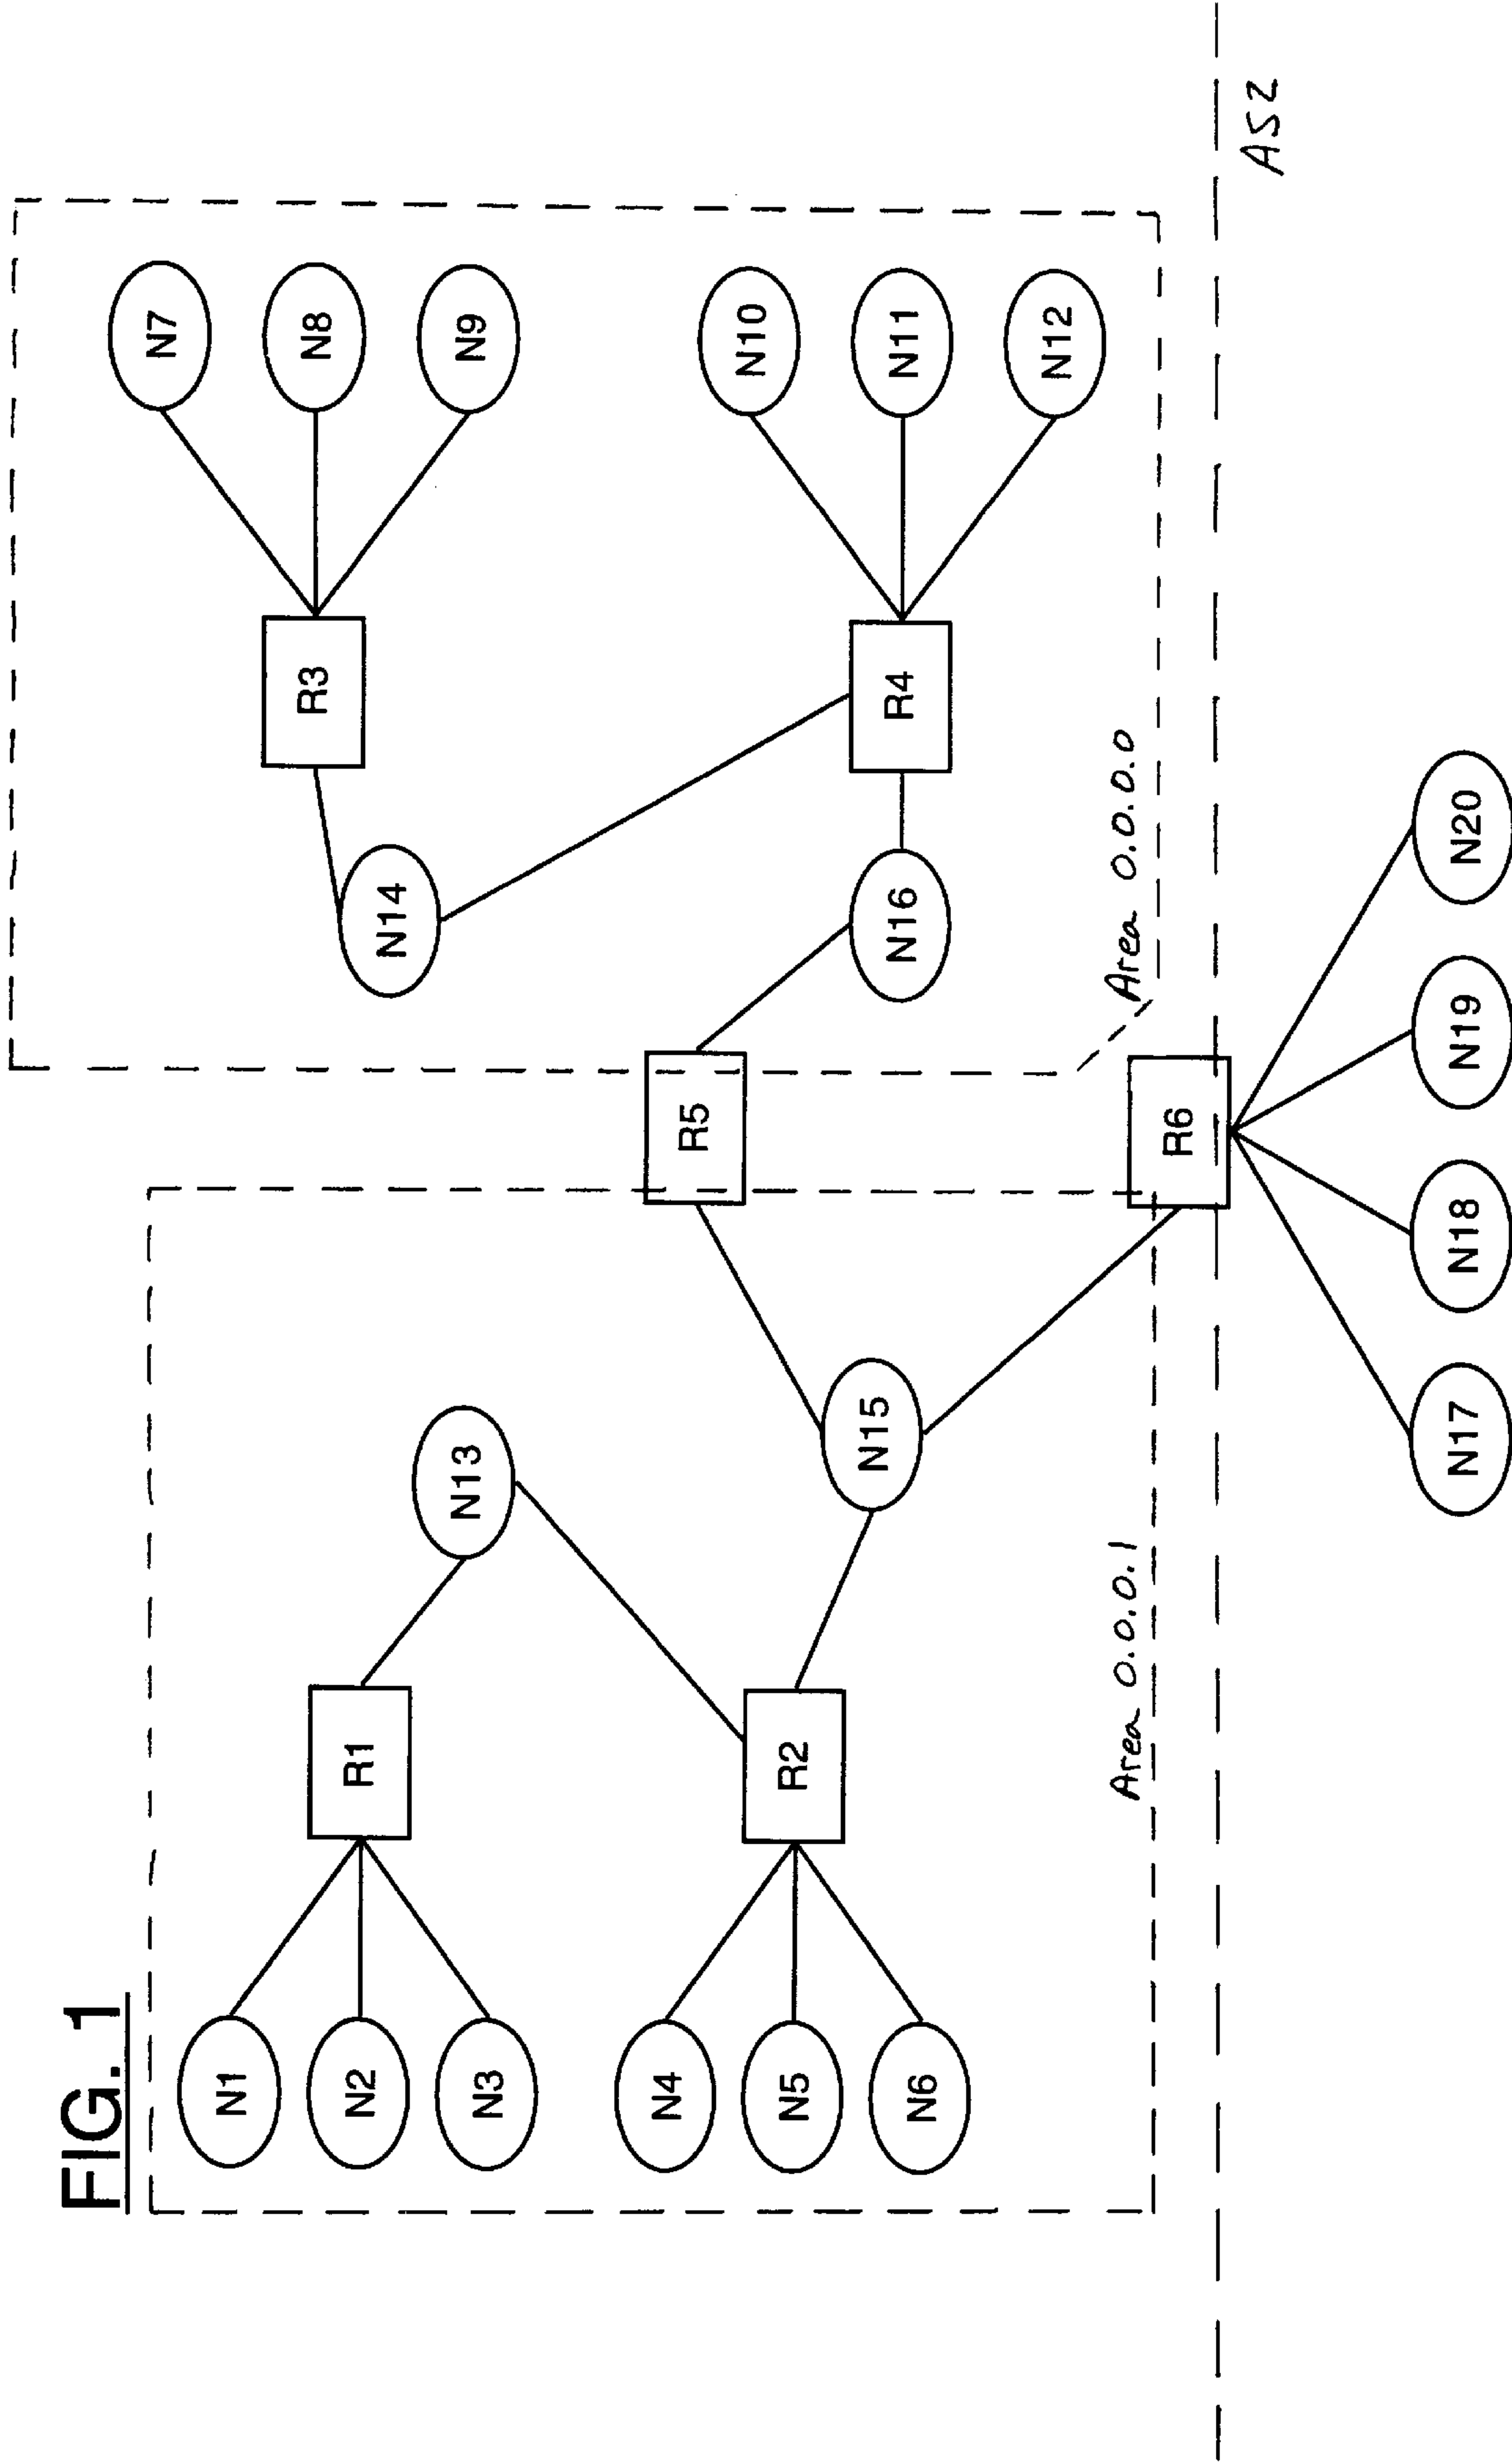 FIG. 1
N1
N2
N3
N4
N5
N6
R1
R2
N13
N15
Area 0.0.0.1
R5
R6
N14
N16
R3
R4
Area 0.0.0.0
N7
N8
N9
N10
N11
N12
N17
N18
N19
N20
AS2